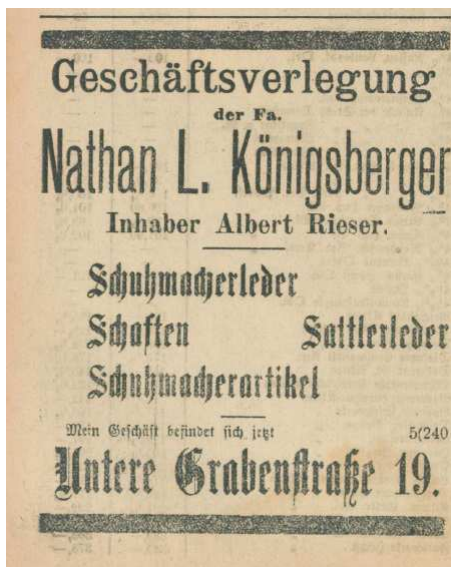 Geschäftsverlegung
der Fa.
Nathan L. Königsberger
Inhaber Albert Rieser.
Schuhmacherleder
Schaften Sattlerleder
Schuhmacherartikel
Mein Geschäft befindet sich jetzt 5(240
Untere Grabenstraße 19.